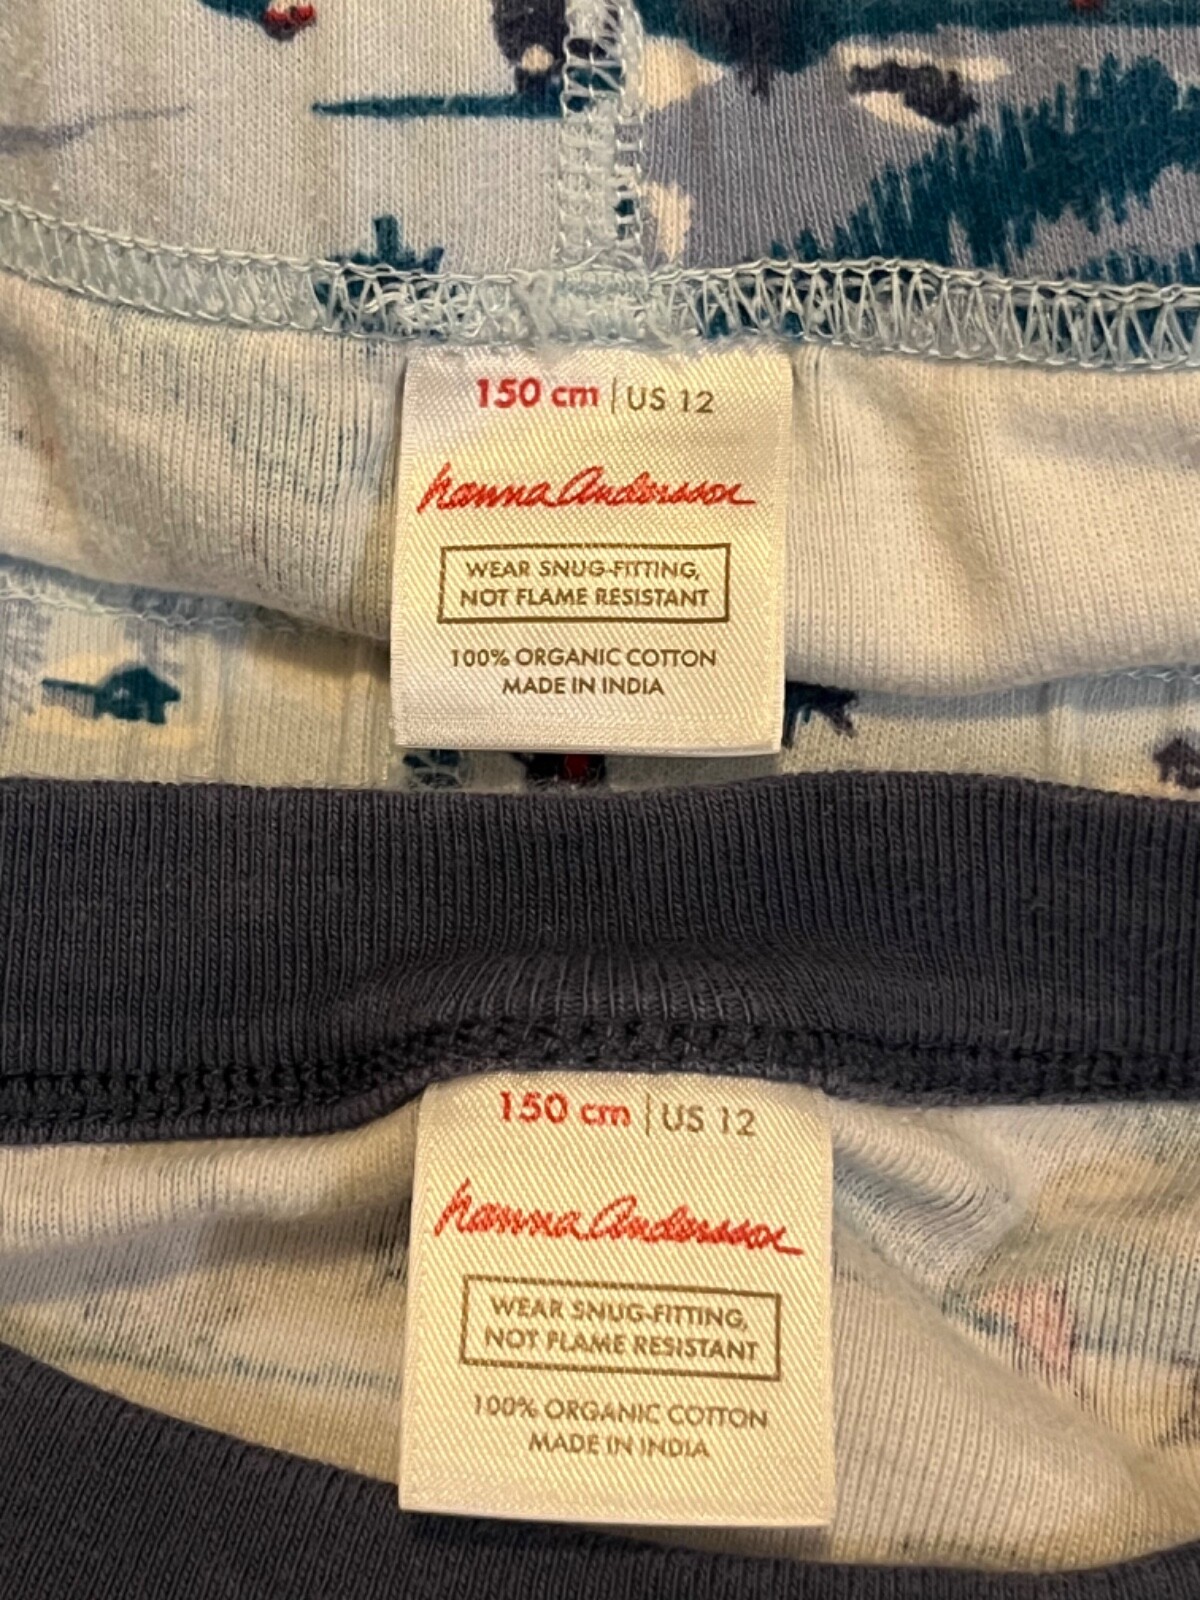 150 cm | US 12
hanna Andersson
WEAR SNUG-FITTING,
NOT FLAME RESISTANT
100% ORGANIC COTTON
MADE IN INDIA
150 cm | US 12
hanna Andersson
WEAR SNUG-FITTING,
NOT FLAME RESISTANT
100% ORGANIC COTTON
MADE IN INDIA